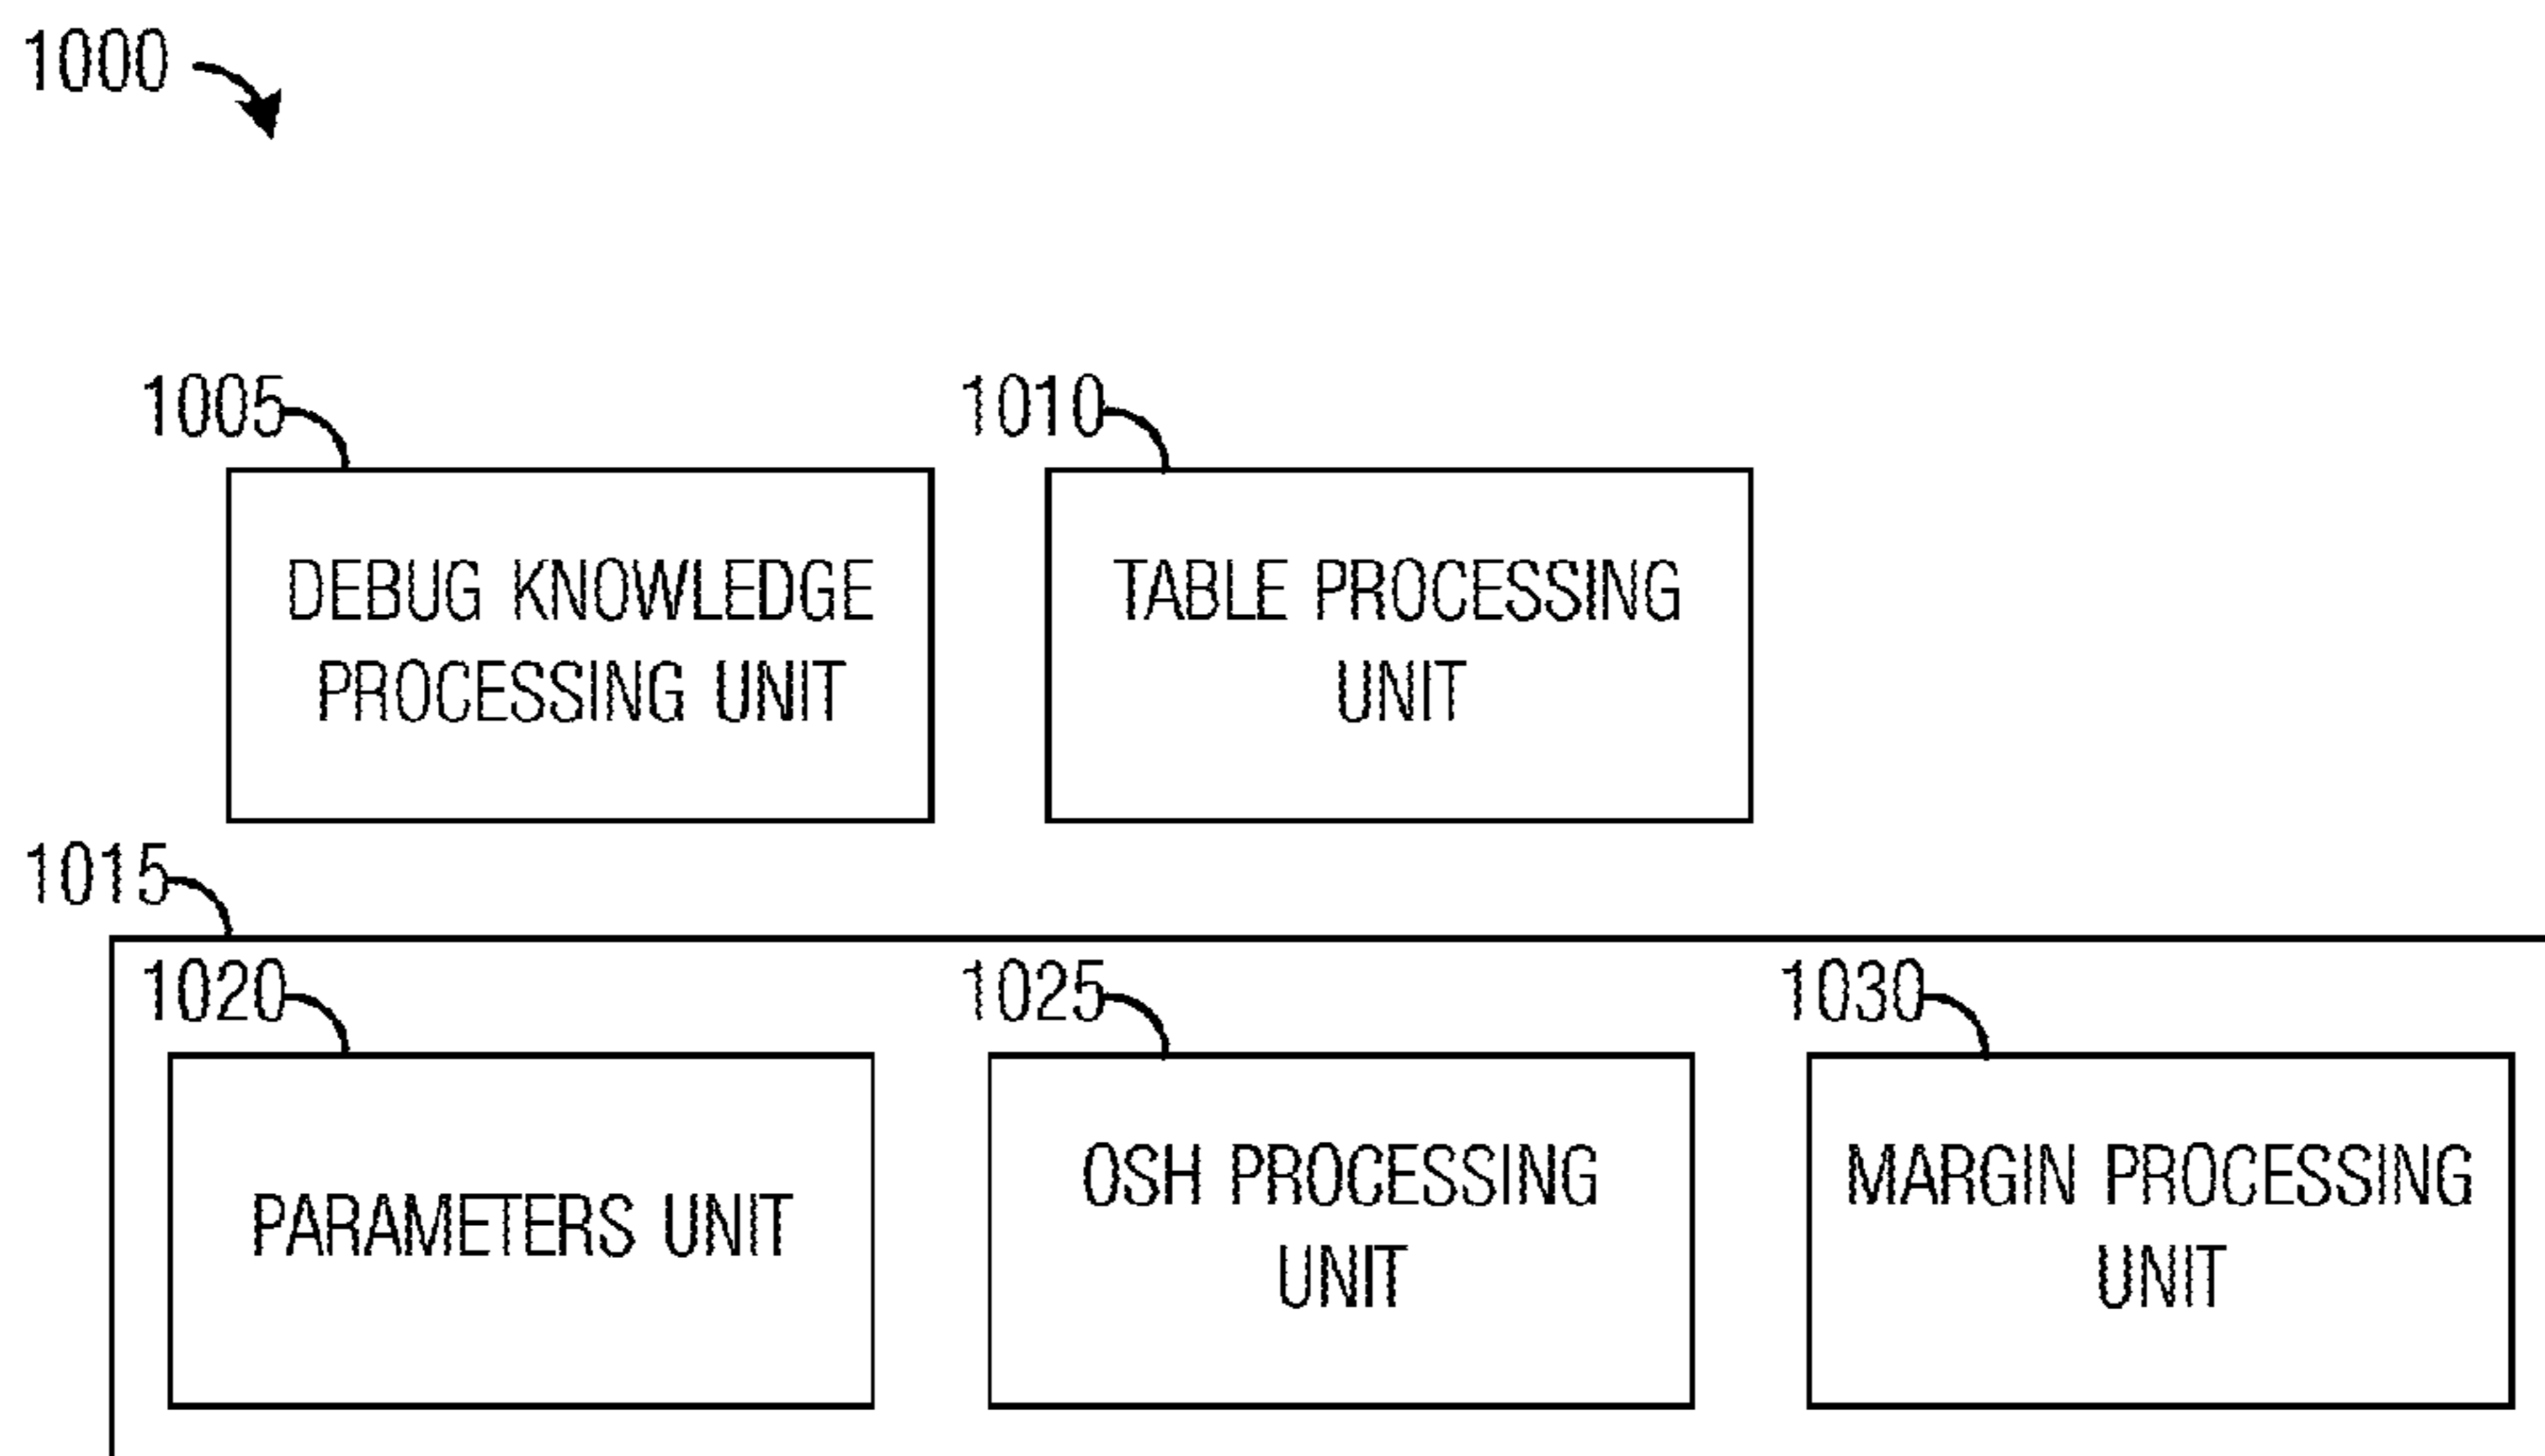 1000
1005
1010
DEBUG KNOWLEDGE
PROCESSING UNIT
TABLE PROCESSING
UNIT
1015
1020
1025
1030
PARAMETERS UNIT
OSH PROCESSING
UNIT
MARGIN PROCESSING
UNIT